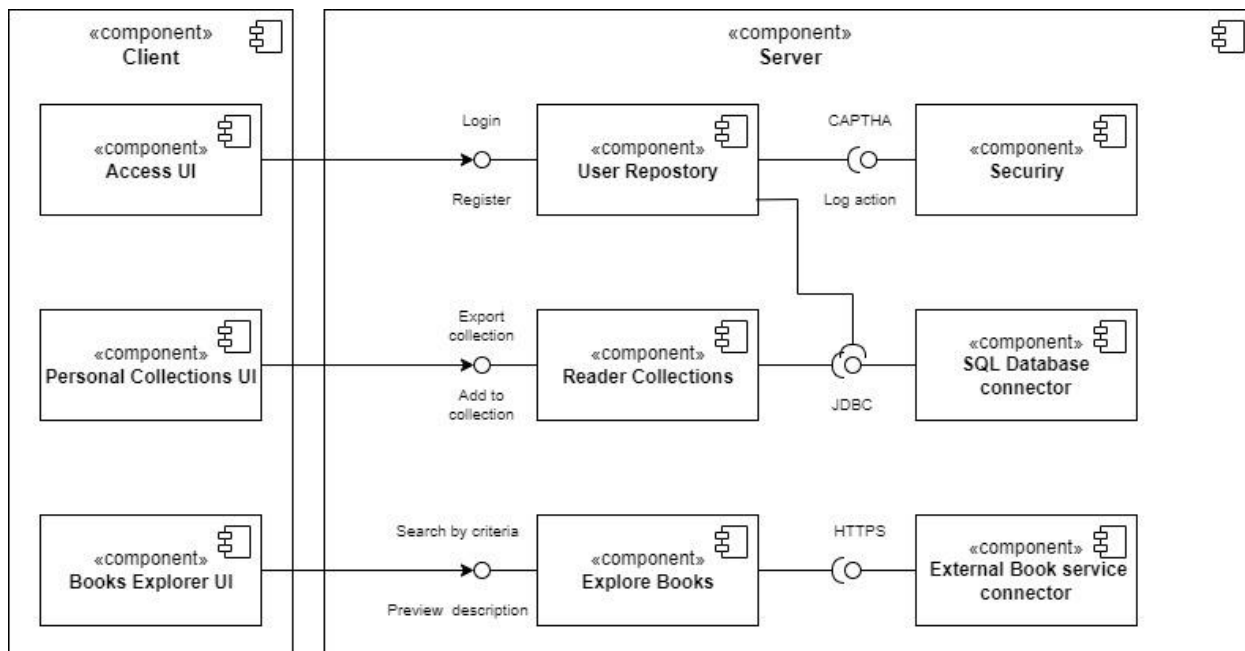 «component»
Client
«component»
Server
«component»
Access UI
Login
Register
«component»
User Repostory
CAPTHA
Log action
«component»
Securiry
«component»
Personal Collections UI
Export
collection
Add to
collection
«component»
Reader Collections
JDBC
«component»
SQL Database
connector
«component»
Books Explorer UI
Search by criteria
Preview description
«component»
Explore Books
HTTPS
«component»
External Book service
connector